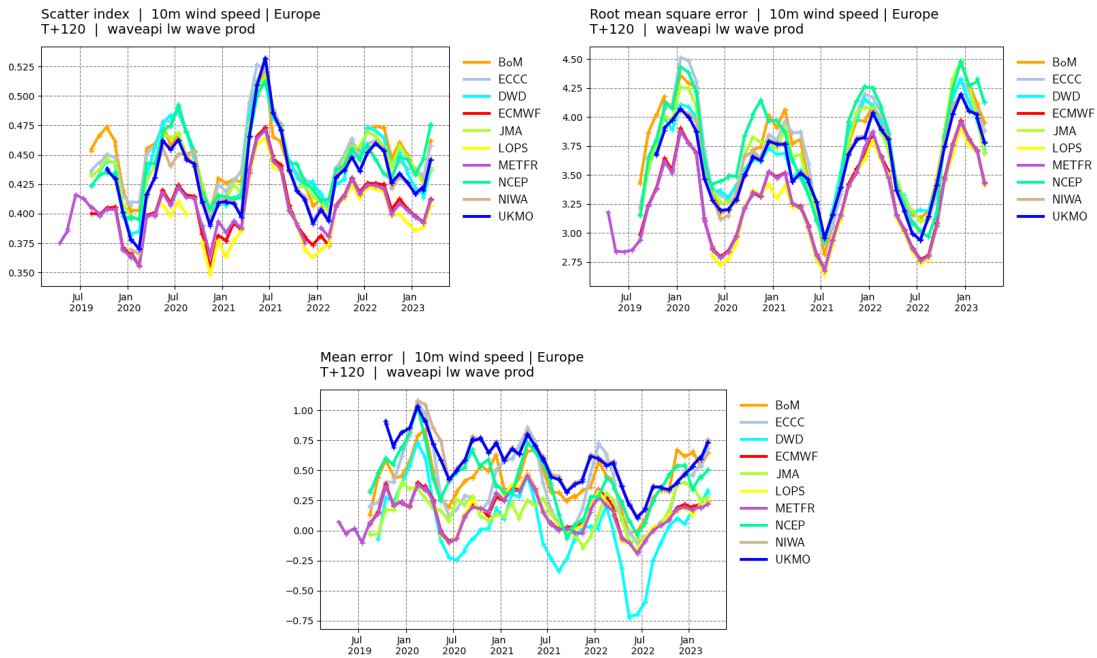 Scatter index | 10m wind speed | Europe
T+120 | waveapi lw wave prod
0.525
0.500
0.475
0.450
0.425
0.400
0.375
0.350
Jul 2019
Jan 2020
Jul 2020
Jan 2021
Jul 2021
Jan 2022
Jul 2022
Jan 2023
BoM
ECCC
DWD
ECMWF
JMA
LOPS
METFR
NCEP
NIWA
UKMO
Root mean square error | 10m wind speed | Europe
T+120 | waveapi lw wave prod
4.50
4.25
4.00
3.75
3.50
3.25
3.00
2.75
Jul 2019
Jan 2020
Jul 2020
Jan 2021
Jul 2021
Jan 2022
Jul 2022
Jan 2023
BoM
ECCC
DWD
ECMWF
JMA
LOPS
METFR
NCEP
NIWA
UKMO
Mean error | 10m wind speed | Europe
T+120 | waveapi lw wave prod
1.00
0.75
0.50
0.25
0.00
−0.25
−0.50
−0.75
Jul 2019
Jan 2020
Jul 2020
Jan 2021
Jul 2021
Jan 2022
Jul 2022
Jan 2023
BoM
ECCC
DWD
ECMWF
JMA
LOPS
METFR
NCEP
NIWA
UKMO